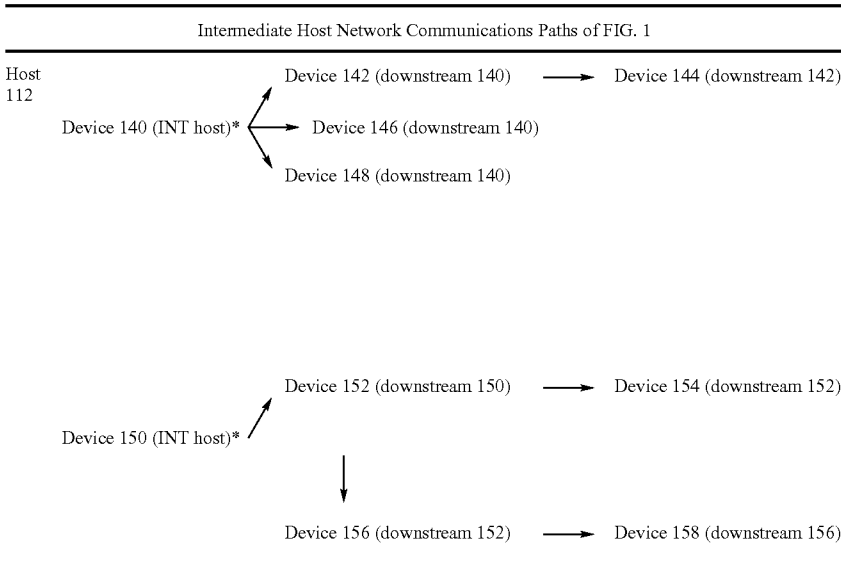 Intermediate Host Network Communications Paths of FIG. 1
Host
112
Device 142 (downstream 140)
Device 144 (downstream 142)
Device 140 (INT host)*
Device 146 (downstream 140)
Device 148 (downstream 140)
Device 152 (downstream 150)
Device 154 (downstream 152)
Device 150 (INT host)*
Device 156 (downstream 152)
Device 158 (downstream 156)